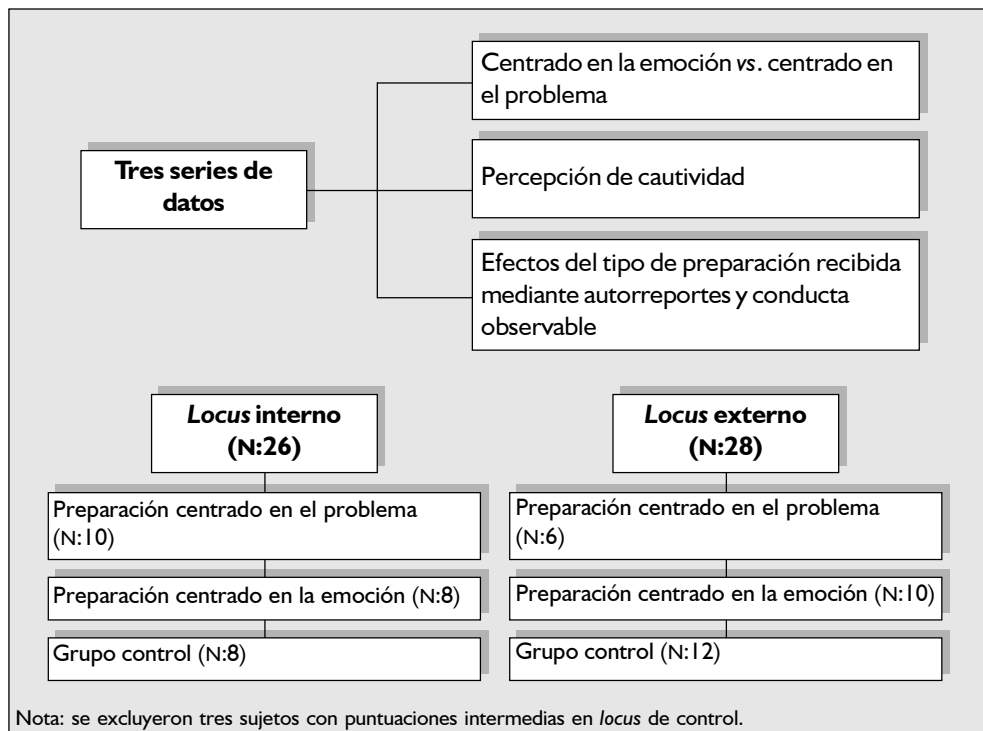 Centrado en la emoción vs. centrado en
el problema
Tres series de
datos
Percepción de cautividad
Efectos del tipo de preparación recibida
mediante autorreportes y conducta
observable
Locus interno
(N:26)
Preparación centrado en el problema
(N:10)
Preparación centrado en la emoción (N:8)
Grupo control (N:8)
Locus externo
(N:28)
Preparación centrado en el problema
(N:6)
Preparación centrado en la emoción (N:10)
Grupo control (N:12)
Nota: se excluyeron tres sujetos con puntuaciones intermedias en locus de control.